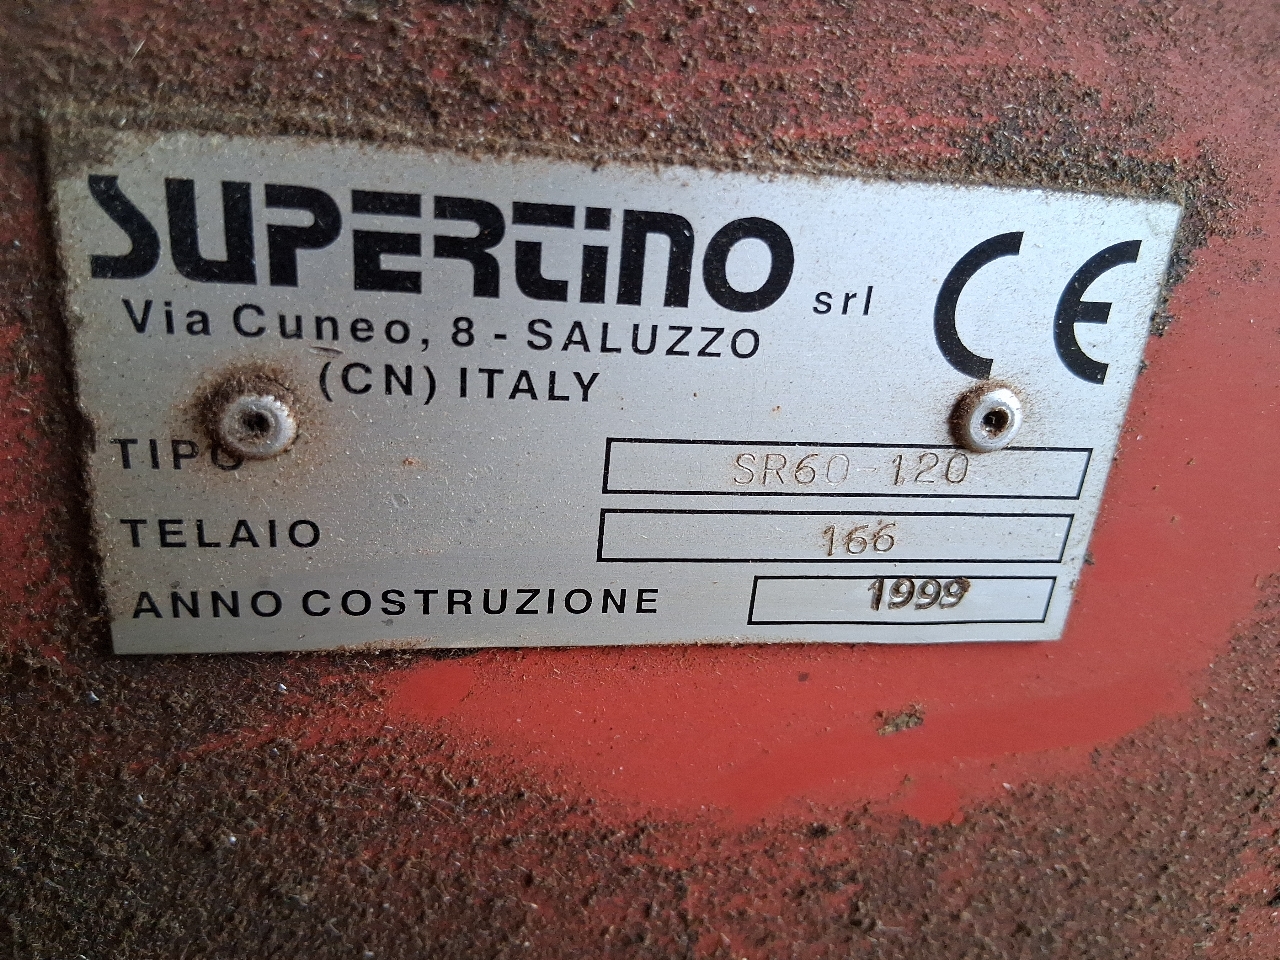 SUPERTINO srl CE
Via Cuneo, 8 - SALUZZO
(CN) ITALY
TIPO SR60-120
TELAIO 166
ANNO COSTRUZIONE 1999